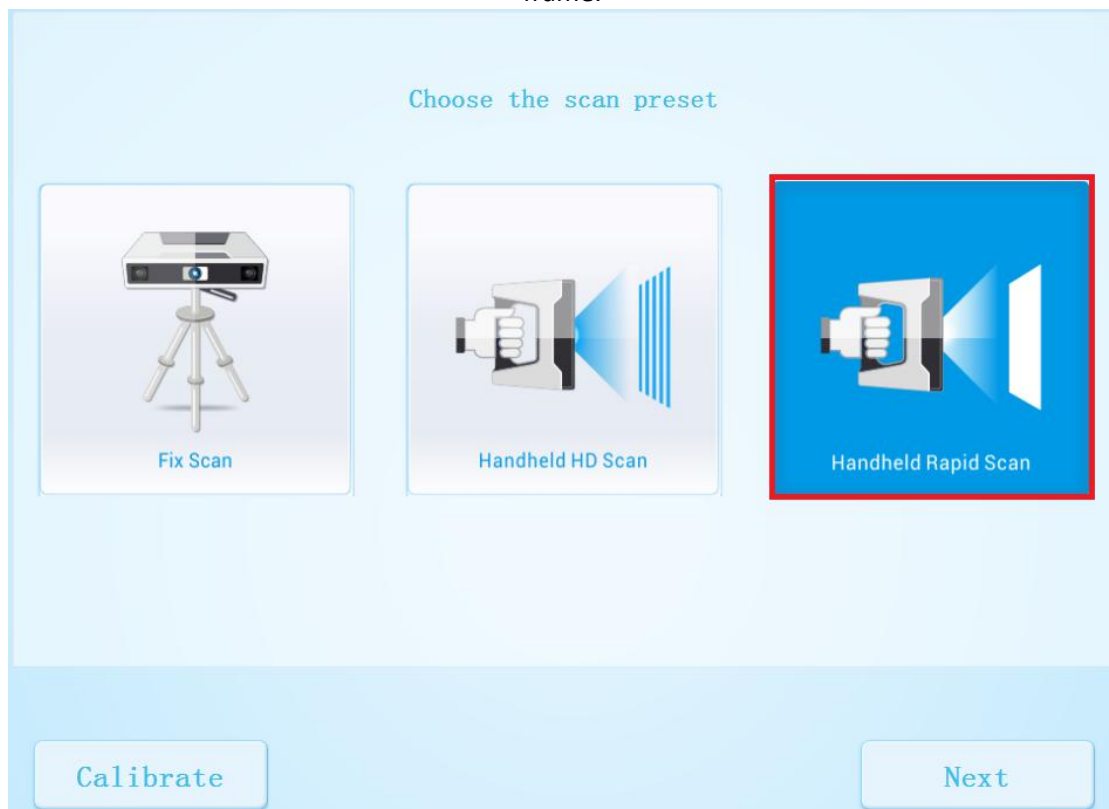 Choose the scan preset
Fix Scan
Handheld HD Scan
Handheld Rapid Scan
Calibrate
Next